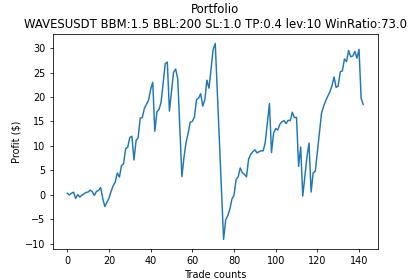 Portfolio
WAVESUSDT BBM:1.5 BBL:200 SL:1.0 TP:0.4 lev:10 WinRatio:73.0
30
25
20
15
10
5
0
−5
−10
Profit ($)
0 20 40 60 80 100 120 140
Trade counts